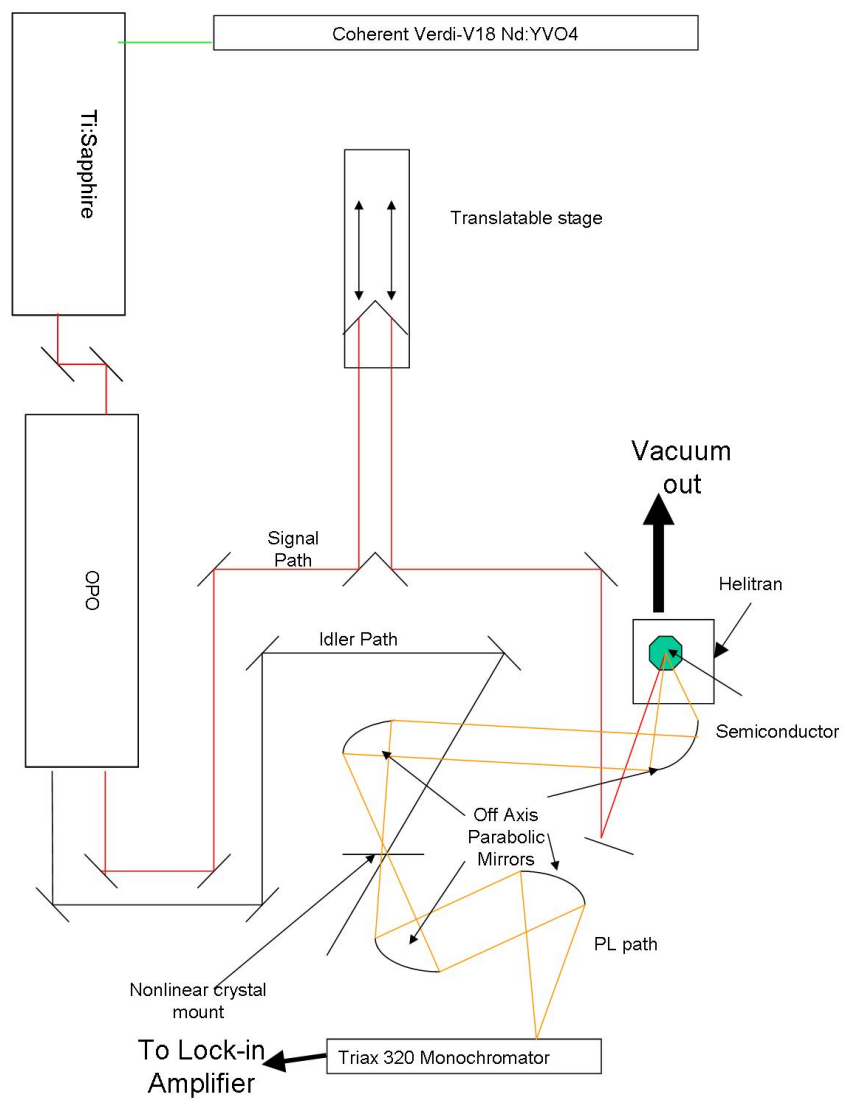 Coherent Verdi-V18 Nd:YVO4
Ti:Sapphire
Translatable stage
Vacuum
out
Signal
Path
OPO
Helitran
Idler Path
Semiconductor
Off Axis
Parabolic
Mirrors
PL path
Nonlinear crystal
mount
To Lock-in
Amplifier
Triax 320 Monochromator